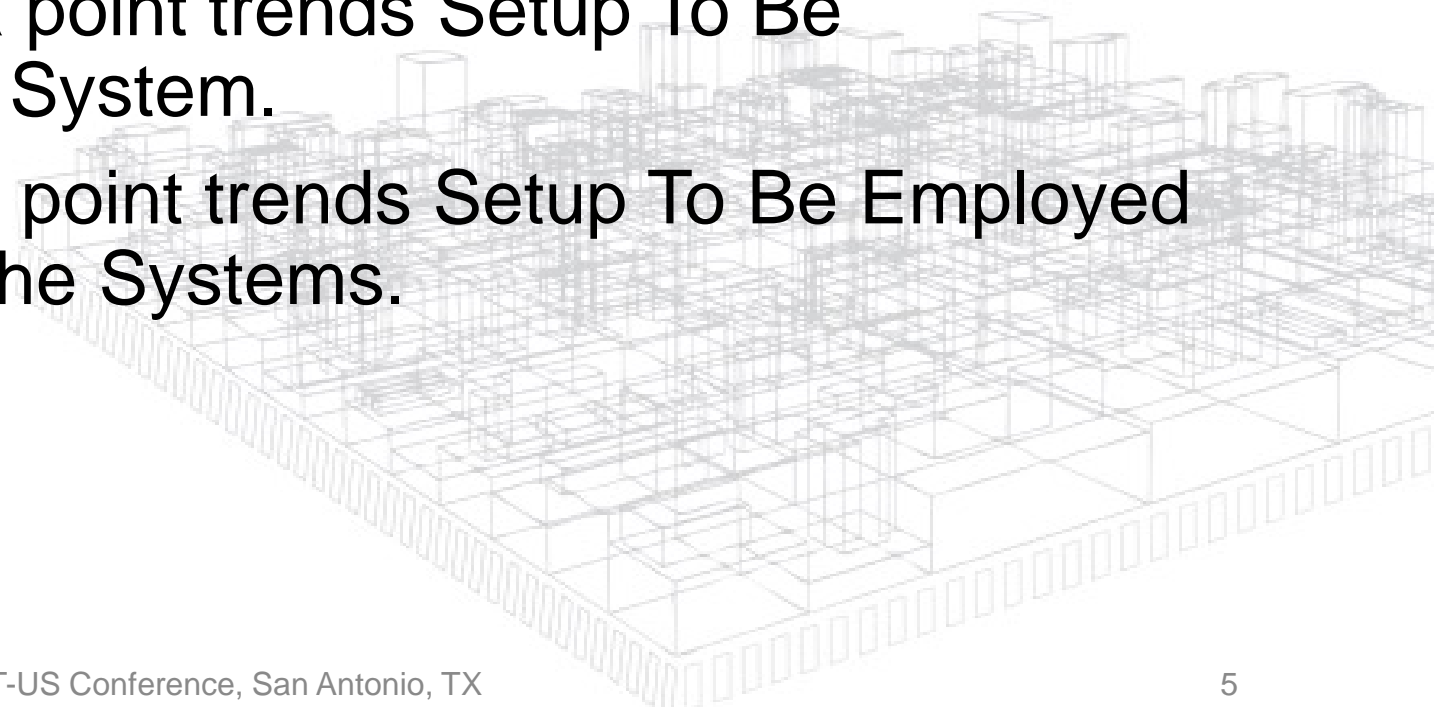 point trends Setup To Be
System.
point trends Setup To Be Employed
he Systems.
T-US Conference, San Antonio, TX
5